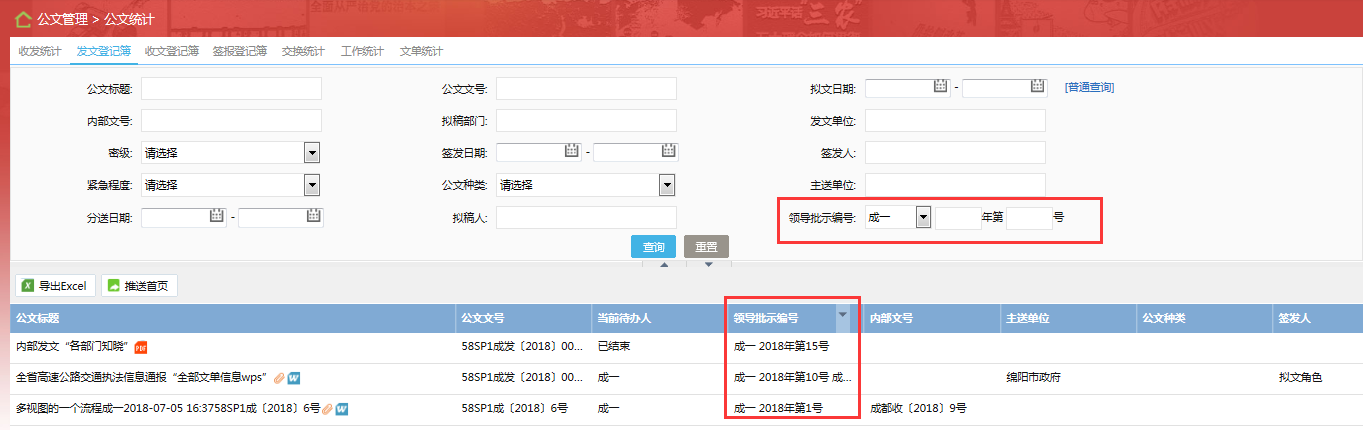 公文管理 > 公文统计
收发统计 发文登记簿 收文登记簿 签报登记簿 交换统计 工作统计 文单统计
公文标题: 公文文号: 拟文日期: - [普通查询]
内部文号: 拟稿部门: 发文单位:
密级: 请选择 签发日期: - 签发人:
紧急程度: 请选择 公文种类: 请选择 主送单位:
分送日期: - 拟稿人: 领导批示编号: 成一 年第 号
查询 重置
导出Excel 推送首页
公文标题 公文文号 当前待办人 领导批示编号 内部文号 主送单位 公文种类 签发人
内部发文“各部门知晓” PDF 58SP1成发〔2018〕00... 已结束 成一 2018年第15号
全省高速公路交通执法信息通报“全部文单信息wps” W 58SP1成发〔2018〕00... 成一 成一 2018年第10号 成... 绵阳市政府 拟文角色
多视图的一个流程成一2018-07-05 16:3758SP1成〔2018〕6号 W 58SP1成〔2018〕6号 成一 成一 2018年第1号 成都收〔2018〕9号